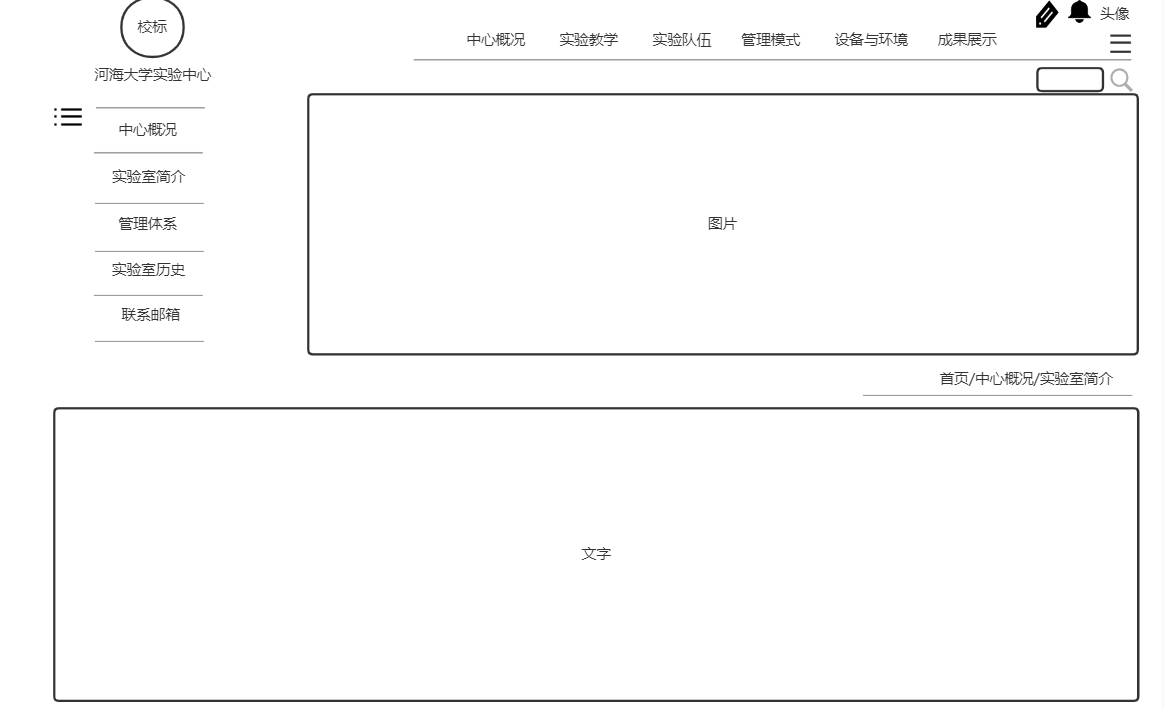 校标
头像
河海大学实验中心
中心概况 实验教学 实验队伍 管理模式 设备与环境 成果展示
中心概况
实验室简介
管理体系
实验室历史
联系邮箱
图片
首页/中心概况/实验室简介
文字